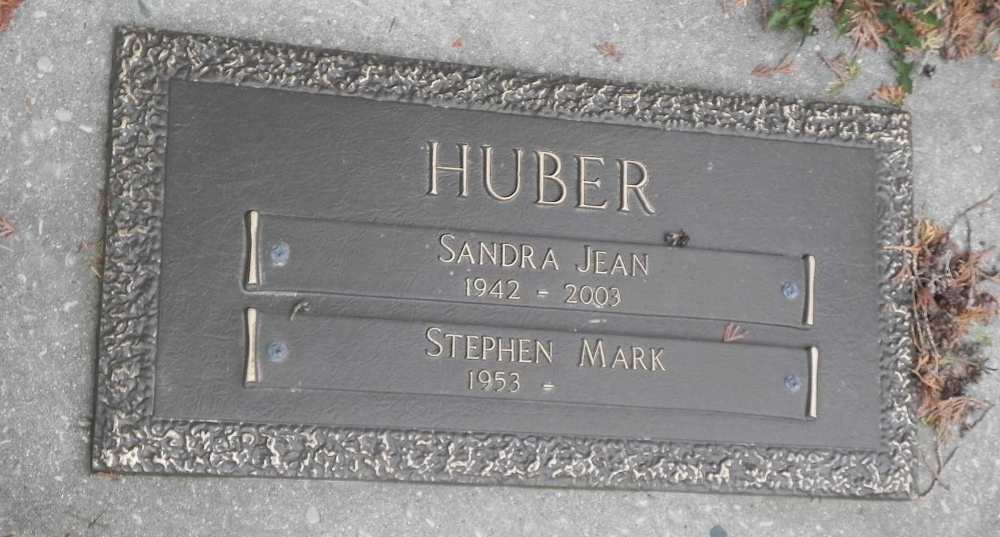 HUBER
SANDRA JEAN
1942 - 2003
STEPHEN MARK
1953 -